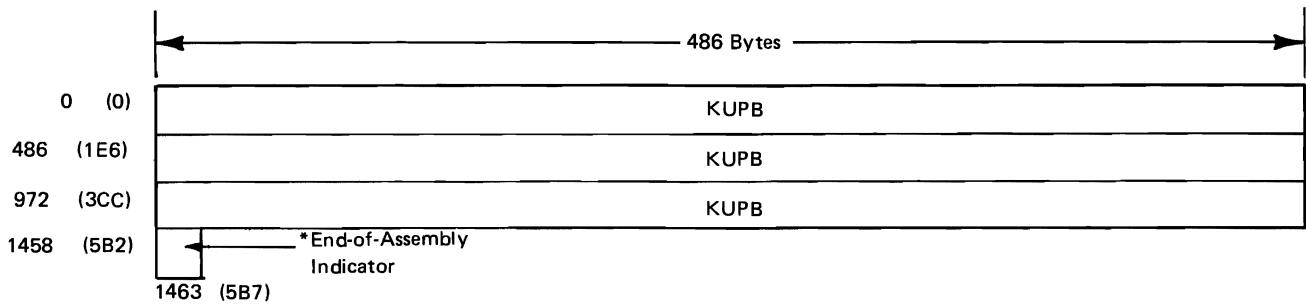 486 Bytes
0 (0) KUPB
486 (1E6) KUPB
972 (3CC) KUPB
1458 (5B2) *End-of-Assembly
Indicator
1463 (5B7)